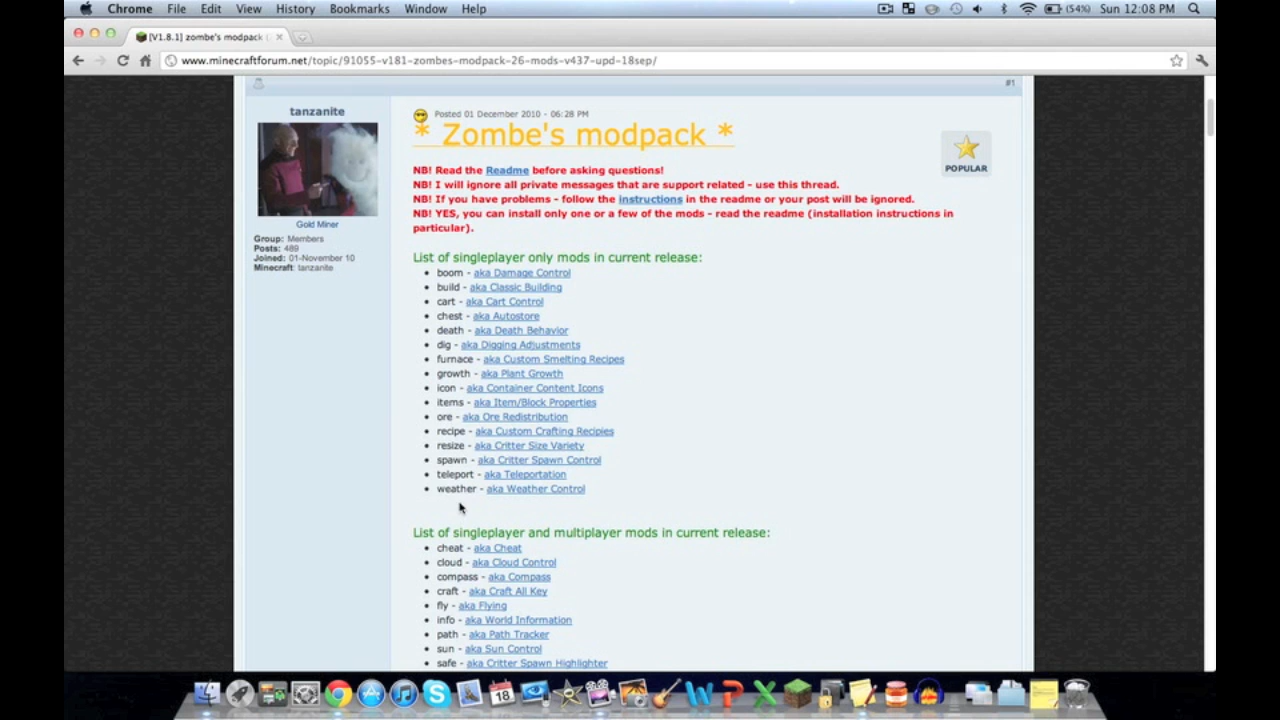 Chrome File Edit View History Bookmarks Window Help (54%) Sun 12:08 PM
[V1.8.1] zombe's modpack
www.minecraftforum.net/topic/91055-v181-zombes-modpack-26-mods-v437-upd-18sep/
#1
tanzanite
Gold Miner
Group: Members
Posts: 489
Joined: 01-November 10
Minecraft: tanzanite
Posted 01 December 2010 - 06:28 PM
* Zombe's modpack *
POPULAR
NB! Read the Readme before asking questions!
NB! I will ignore all private messages that are support related - use this thread.
NB! If you have problems - follow the instructions in the readme or your post will be ignored.
NB! YES, you can install only one or a few of the mods - read the readme (installation instructions in
particular).
List of singleplayer only mods in current release:
boom - aka Damage Control
build - aka Classic Building
cart - aka Cart Control
chest - aka Autostore
death - aka Death Behavior
dig - aka Digging Adjustments
furnace - aka Custom Smelting Recipes
growth - aka Plant Growth
icon - aka Container Content Icons
items - aka Item/Block Properties
ore - aka Ore Redistribution
recipe - aka Custom Crafting Recipies
resize - aka Critter Size Variety
spawn - aka Critter Spawn Control
teleport - aka Teleportation
weather - aka Weather Control
List of singleplayer and multiplayer mods in current release:
cheat - aka Cheat
cloud - aka Cloud Control
compass - aka Compass
craft - aka Craft All Key
fly - aka Flying
info - aka World Information
path - aka Path Tracker
sun - aka Sun Control
safe - aka Critter Spawn Highlighter
18